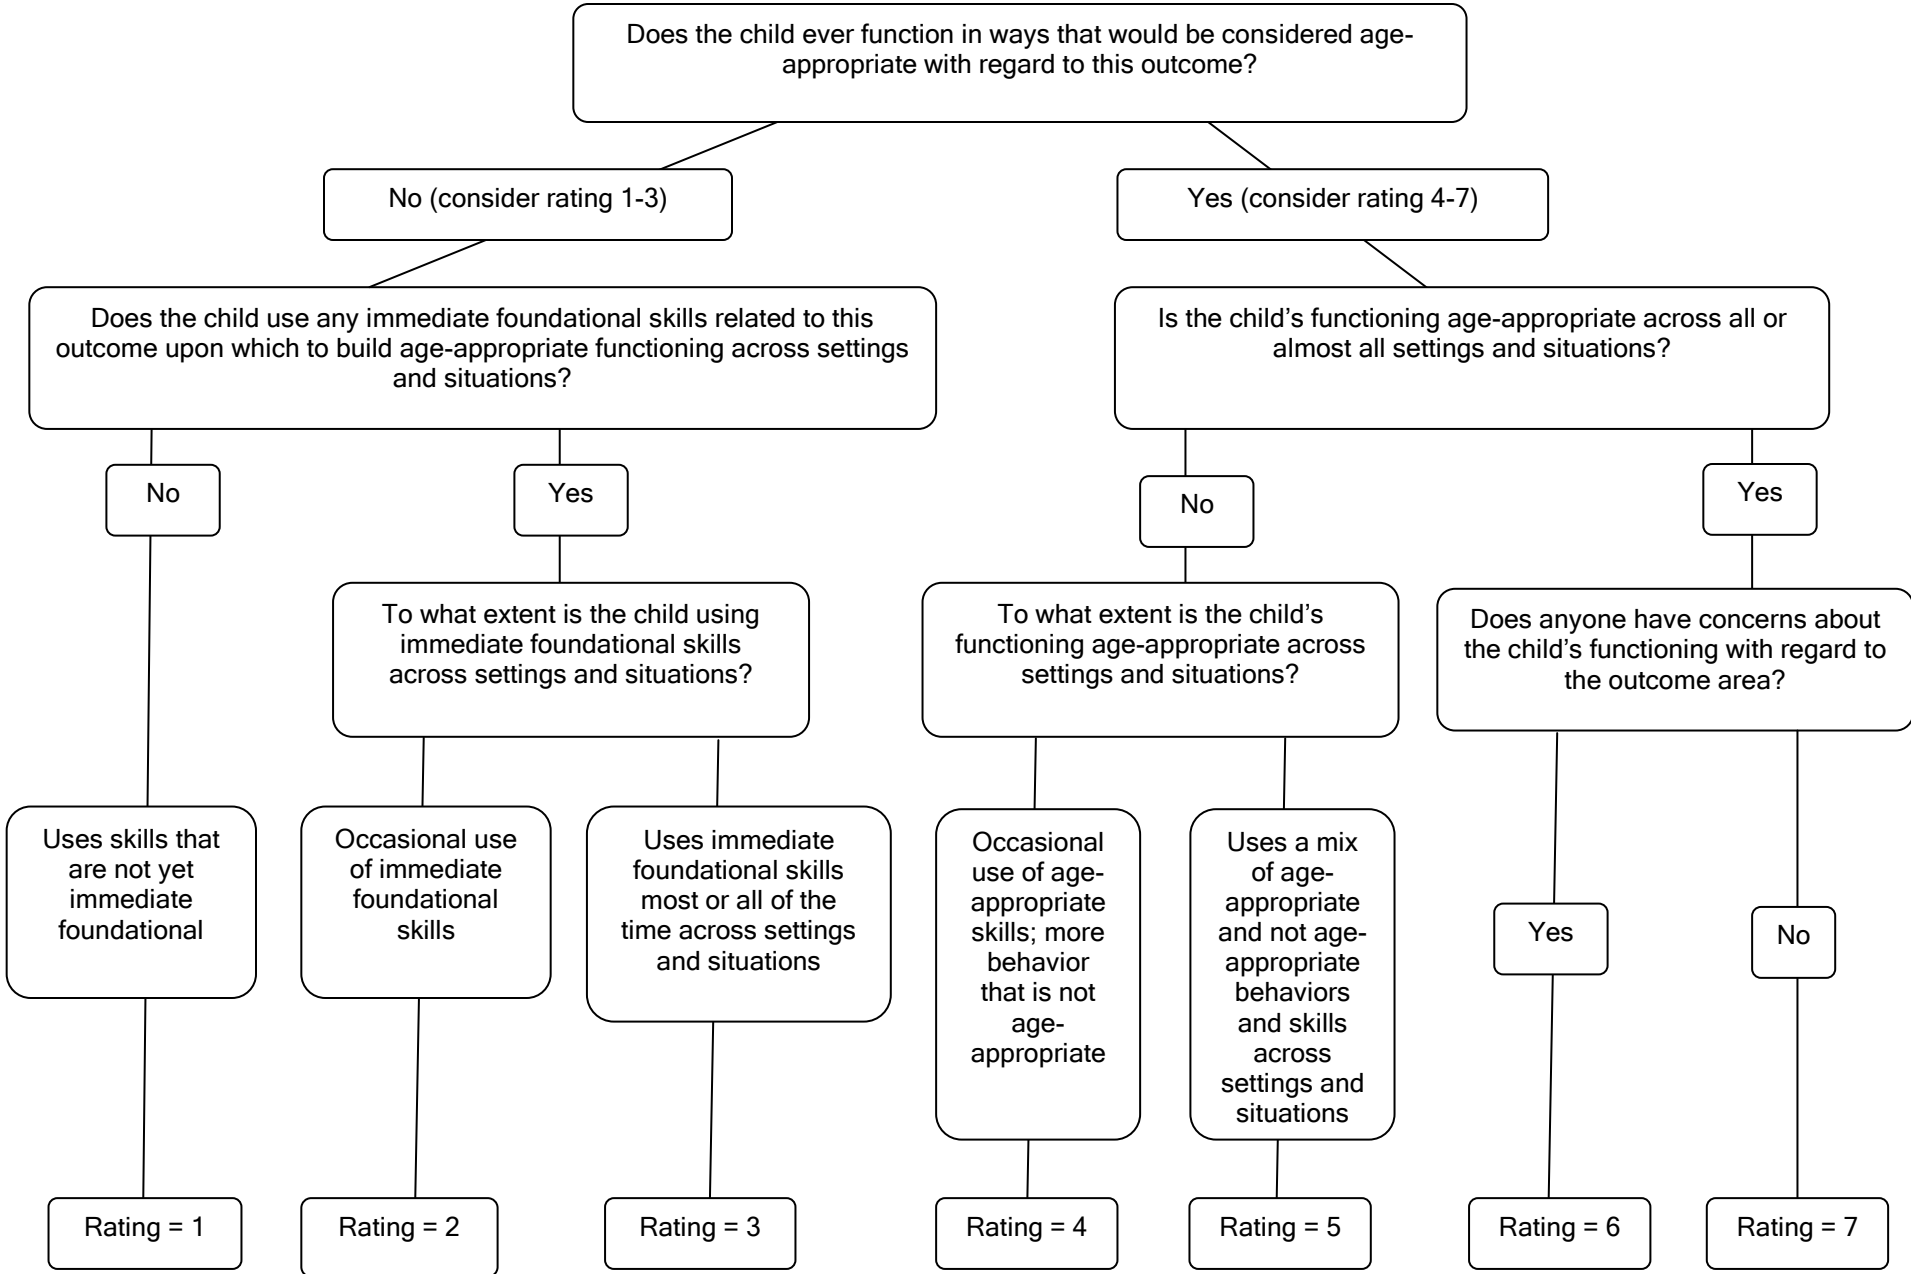 Does the child ever function in ways that would be considered age-
appropriate with regard to this outcome?
No (consider rating 1-3)
Yes (consider rating 4-7)
Does the child use any immediate foundational skills related to this
outcome upon which to build age-appropriate functioning across settings
and situations?
Is the child’s functioning age-appropriate across all or
almost all settings and situations?
No
Yes
No
Yes
To what extent is the child using
immediate foundational skills
across settings and situations?
To what extent is the child’s
functioning age-appropriate across
settings and situations?
Does anyone have concerns about
the child’s functioning with regard to
the outcome area?
Uses skills that
are not yet
immediate
foundational
Occasional use
of immediate
foundational
skills
Uses immediate
foundational skills
most or all of the
time across settings
and situations
Occasional
use of age-
appropriate
skills; more
behavior
that is not
age-
appropriate
Uses a mix
of age-
appropriate
and not age-
appropriate
behaviors
and skills
across
settings and
situations
Yes
No
Rating = 1
Rating = 2
Rating = 3
Rating = 4
Rating = 5
Rating = 6
Rating = 7